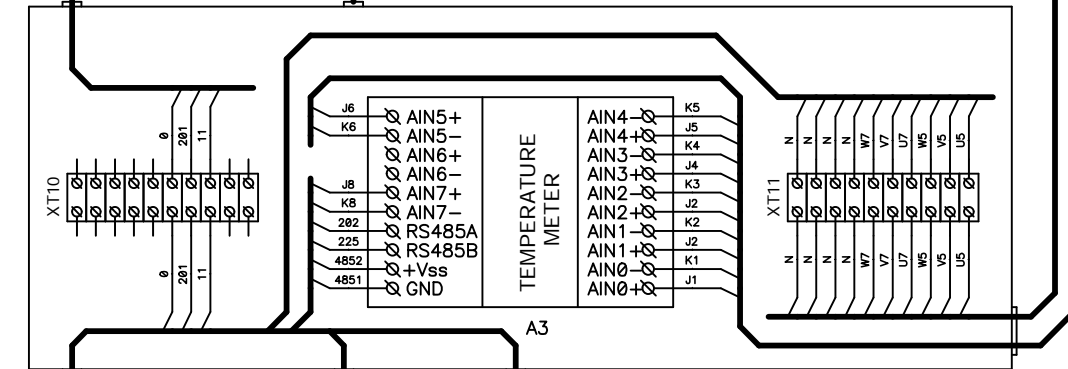 J6 AIN5+
K6 AIN5-
AIN6+
AIN6-
J8 AIN7+
K8 AIN7-
202 RS485A
225 RS485B
4852 +Vss
4851 GND
TEMPERATURE
METER
AIN4- K5
AIN4+ J5
AIN3- K4
AIN3+ J4
AIN2- K3
AIN2+ J2
AIN1- K2
AIN1+ J2
AIN0- K1
AIN0+ J1
A3
XT10
0 201 11
0 201 11
XT11
N N N N W7 V7 U7 W5 V5 U5
N N N N W7 V7 U7 W5 V5 U5